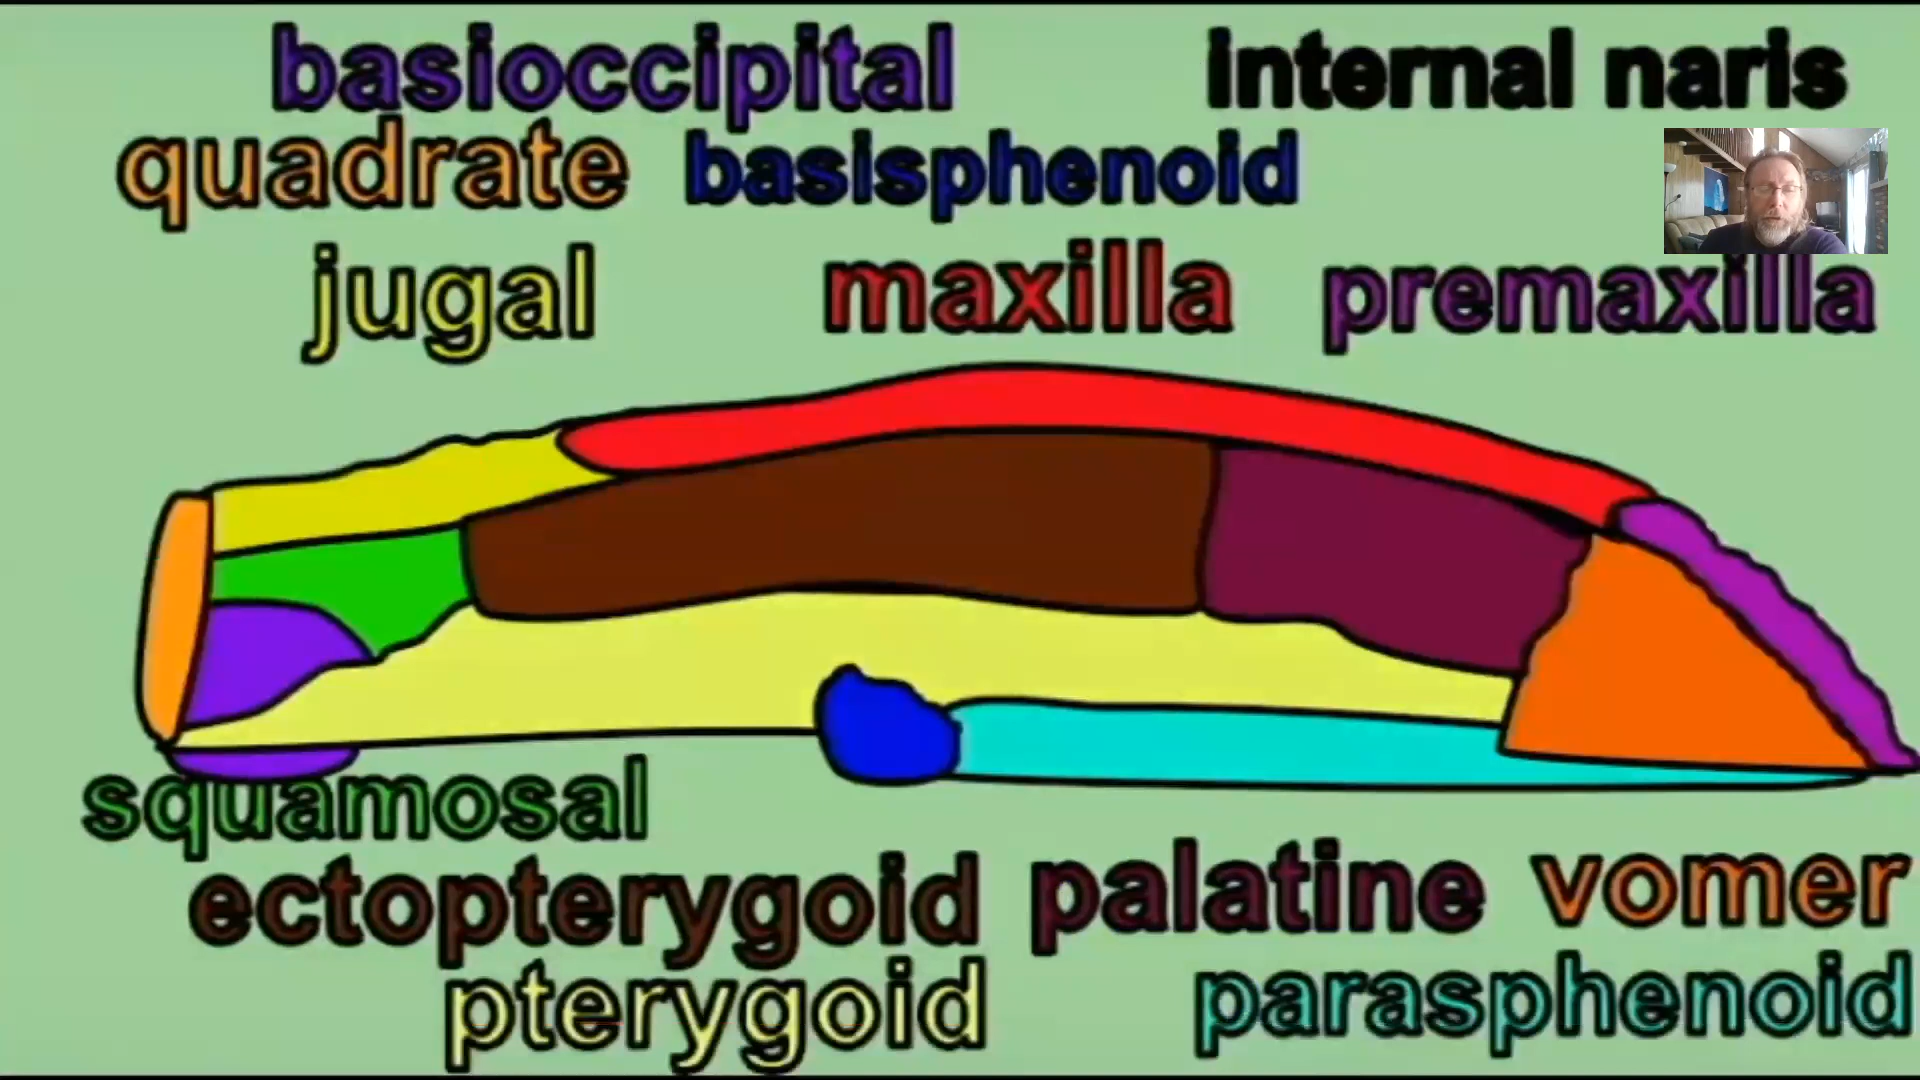 basioccipital internal naris
quadrate basisphenoid
jugal maxilla premaxilla
squamosal
ectopterygoid palatine vomer
pterygoid parasphenoid